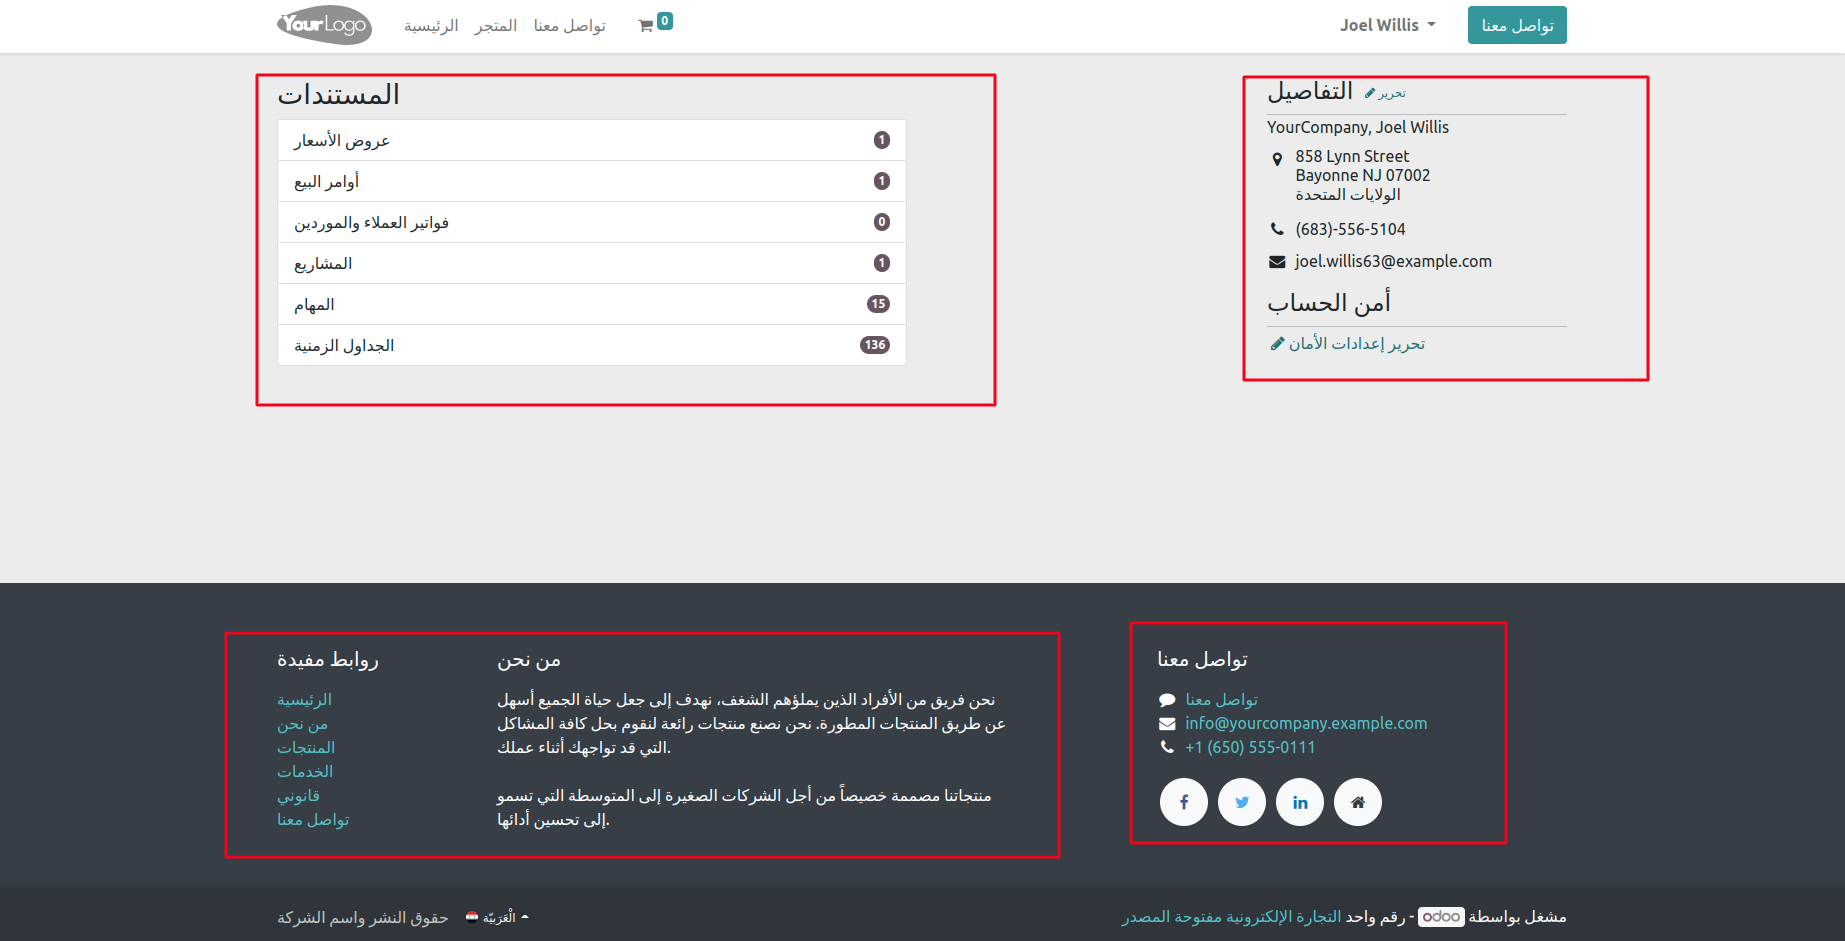 YourLogo
الرئيسية
المتجر
تواصل معنا
0
Joel Willis
تواصل معنا
المستندات
عروض الأسعار 1
أوامر البيع 1
فواتير العملاء والموردين 0
المشاريع 1
المهام 15
الجداول الزمنية 136
التفاصيل تحرير
YourCompany, Joel Willis
858 Lynn Street
Bayonne NJ 07002
الولايات المتحدة
(683)-556-5104
joel.willis63@example.com
أمن الحساب
تحرير إعدادات الأمان
روابط مفيدة
الرئيسية
من نحن
المنتجات
الخدمات
قانوني
تواصل معنا
من نحن
نحن فريق من الأفراد الذين يملؤهم الشغف، نهدف إلى جعل حياة الجميع أسهل
عن طريق المنتجات المطورة. نحن نصنع منتجات رائعة لنقوم بحل كافة المشاكل
التي قد تواجهك أثناء عملك.
منتجاتنا مصممة خصيصاً من أجل الشركات الصغيرة إلى المتوسطة التي تسمو
إلى تحسين أدائها.
تواصل معنا
تواصل معنا
info@yourcompany.example.com
+1 (650) 555-0111
حقوق النشر واسم الشركة
الْعَرَبيّة
مشغل بواسطة odoo - رقم واحد التجارة الإلكترونية مفتوحة المصدر